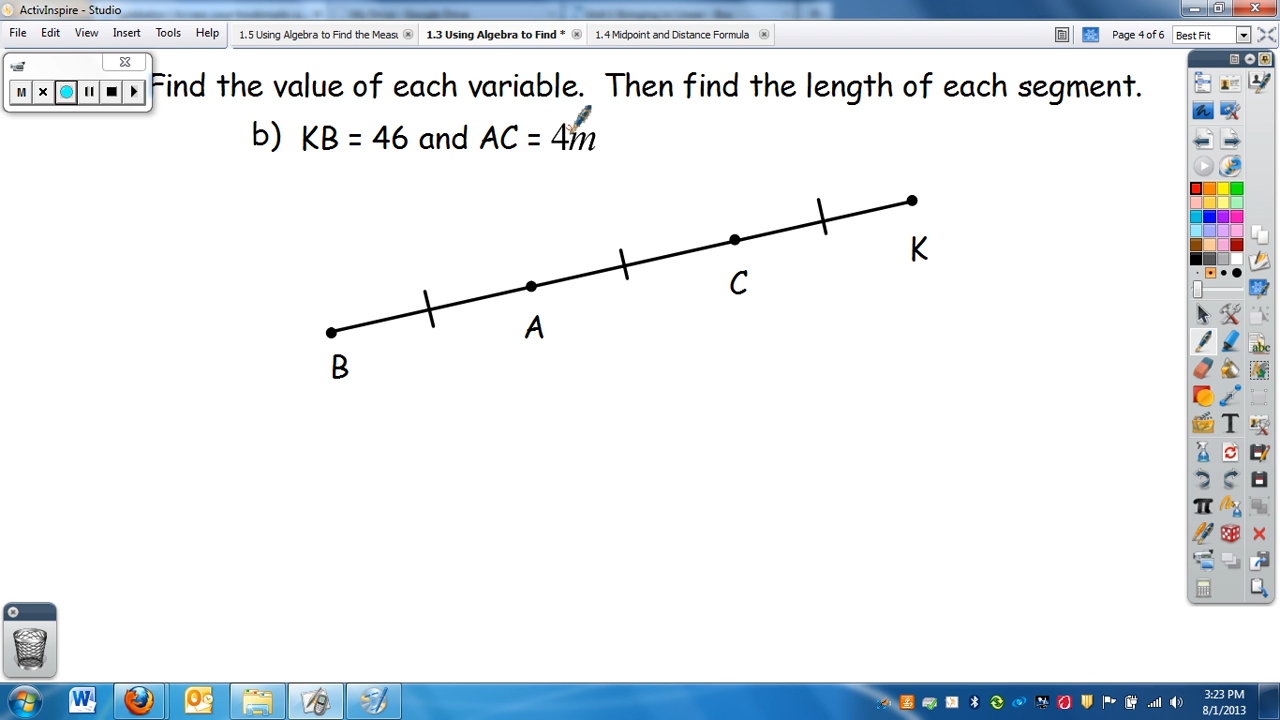 ActivInspire - Studio
File Edit View Insert Tools Help
1.5 Using Algebra to Find the Measu
1.3 Using Algebra to Find *
1.4 Midpoint and Distance Formula
Page 4 of 6
Best Fit
M
Find the value of each variable. Then find the length of each segment.
b) KB = 46 and AC = 4m
K
C
A
B
abc
T
W
3:23 PM
8/1/2013